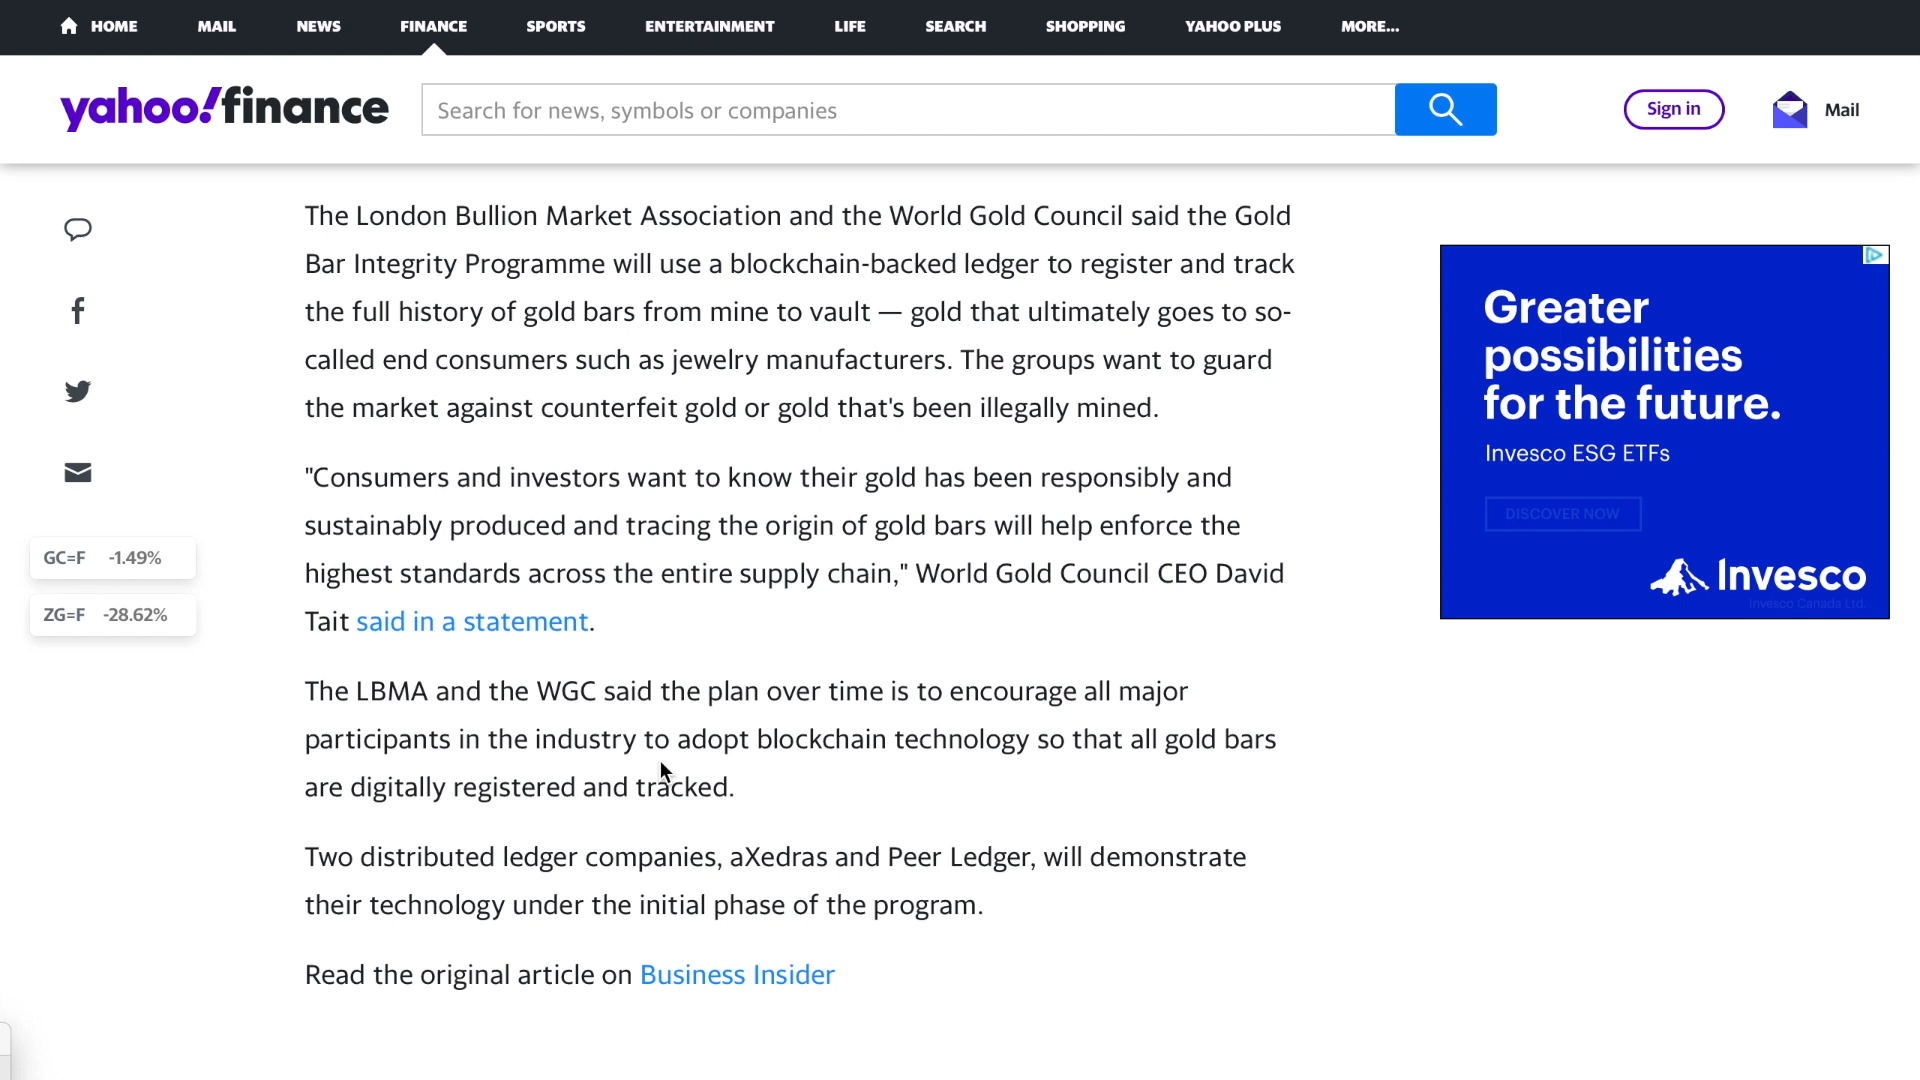 HOME MAIL NEWS FINANCE SPORTS ENTERTAINMENT LIFE SEARCH SHOPPING YAHOO PLUS MORE...
yahoo!finance
Search for news, symbols or companies
Sign in
Mail
The London Bullion Market Association and the World Gold Council said the Gold
Bar Integrity Programme will use a blockchain-backed ledger to register and track
the full history of gold bars from mine to vault — gold that ultimately goes to so-
called end consumers such as jewelry manufacturers. The groups want to guard
the market against counterfeit gold or gold that's been illegally mined.
"Consumers and investors want to know their gold has been responsibly and
sustainably produced and tracing the origin of gold bars will help enforce the
highest standards across the entire supply chain," World Gold Council CEO David
Tait said in a statement.
The LBMA and the WGC said the plan over time is to encourage all major
participants in the industry to adopt blockchain technology so that all gold bars
are digitally registered and tracked.
Two distributed ledger companies, aXedras and Peer Ledger, will demonstrate
their technology under the initial phase of the program.
Read the original article on Business Insider
GC=F -1.49%
ZG=F -28.62%
Greater
possibilities
for the future.
Invesco ESG ETFs
DISCOVER NOW
Invesco
Invesco Canada Ltd.